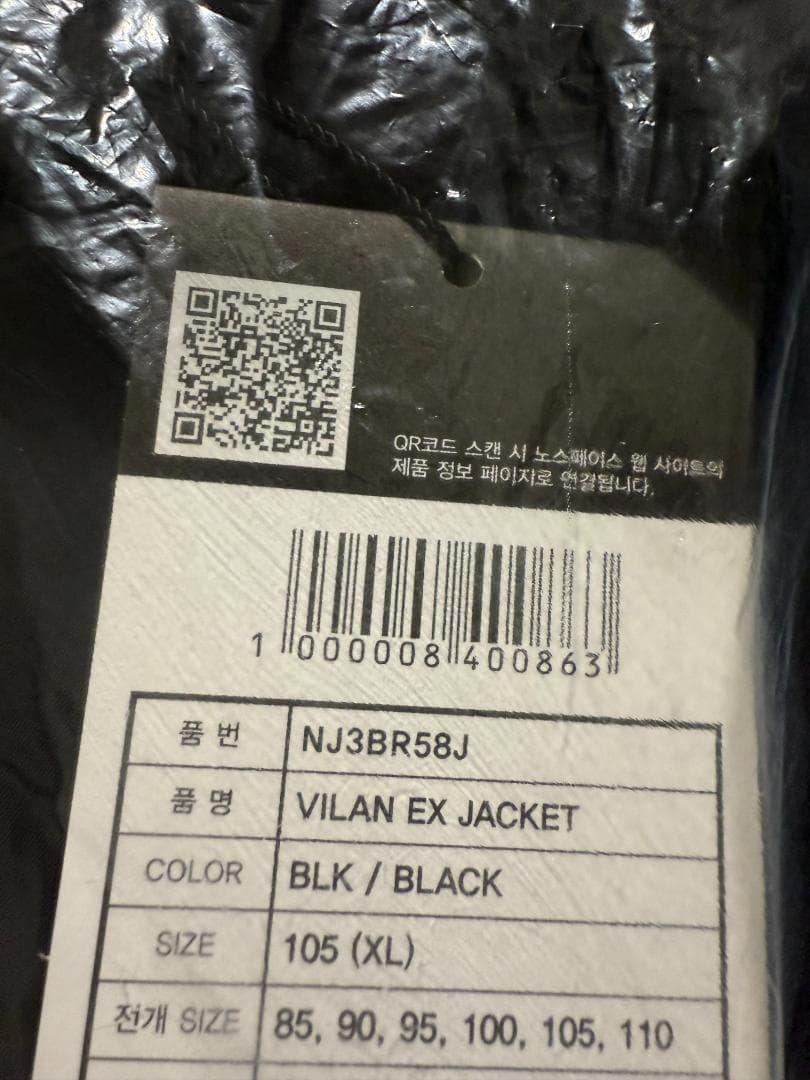 QR코드 스캔 시 노스페이스 웹 사이트의
제품 정보 페이지로 연결됩니다.
1 000008 400863
품 번 NJ3BR58J
품 명 VILAN EX JACKET
COLOR BLK / BLACK
SIZE 105 (XL)
전개 SIZE 85, 90, 95, 100, 105, 110